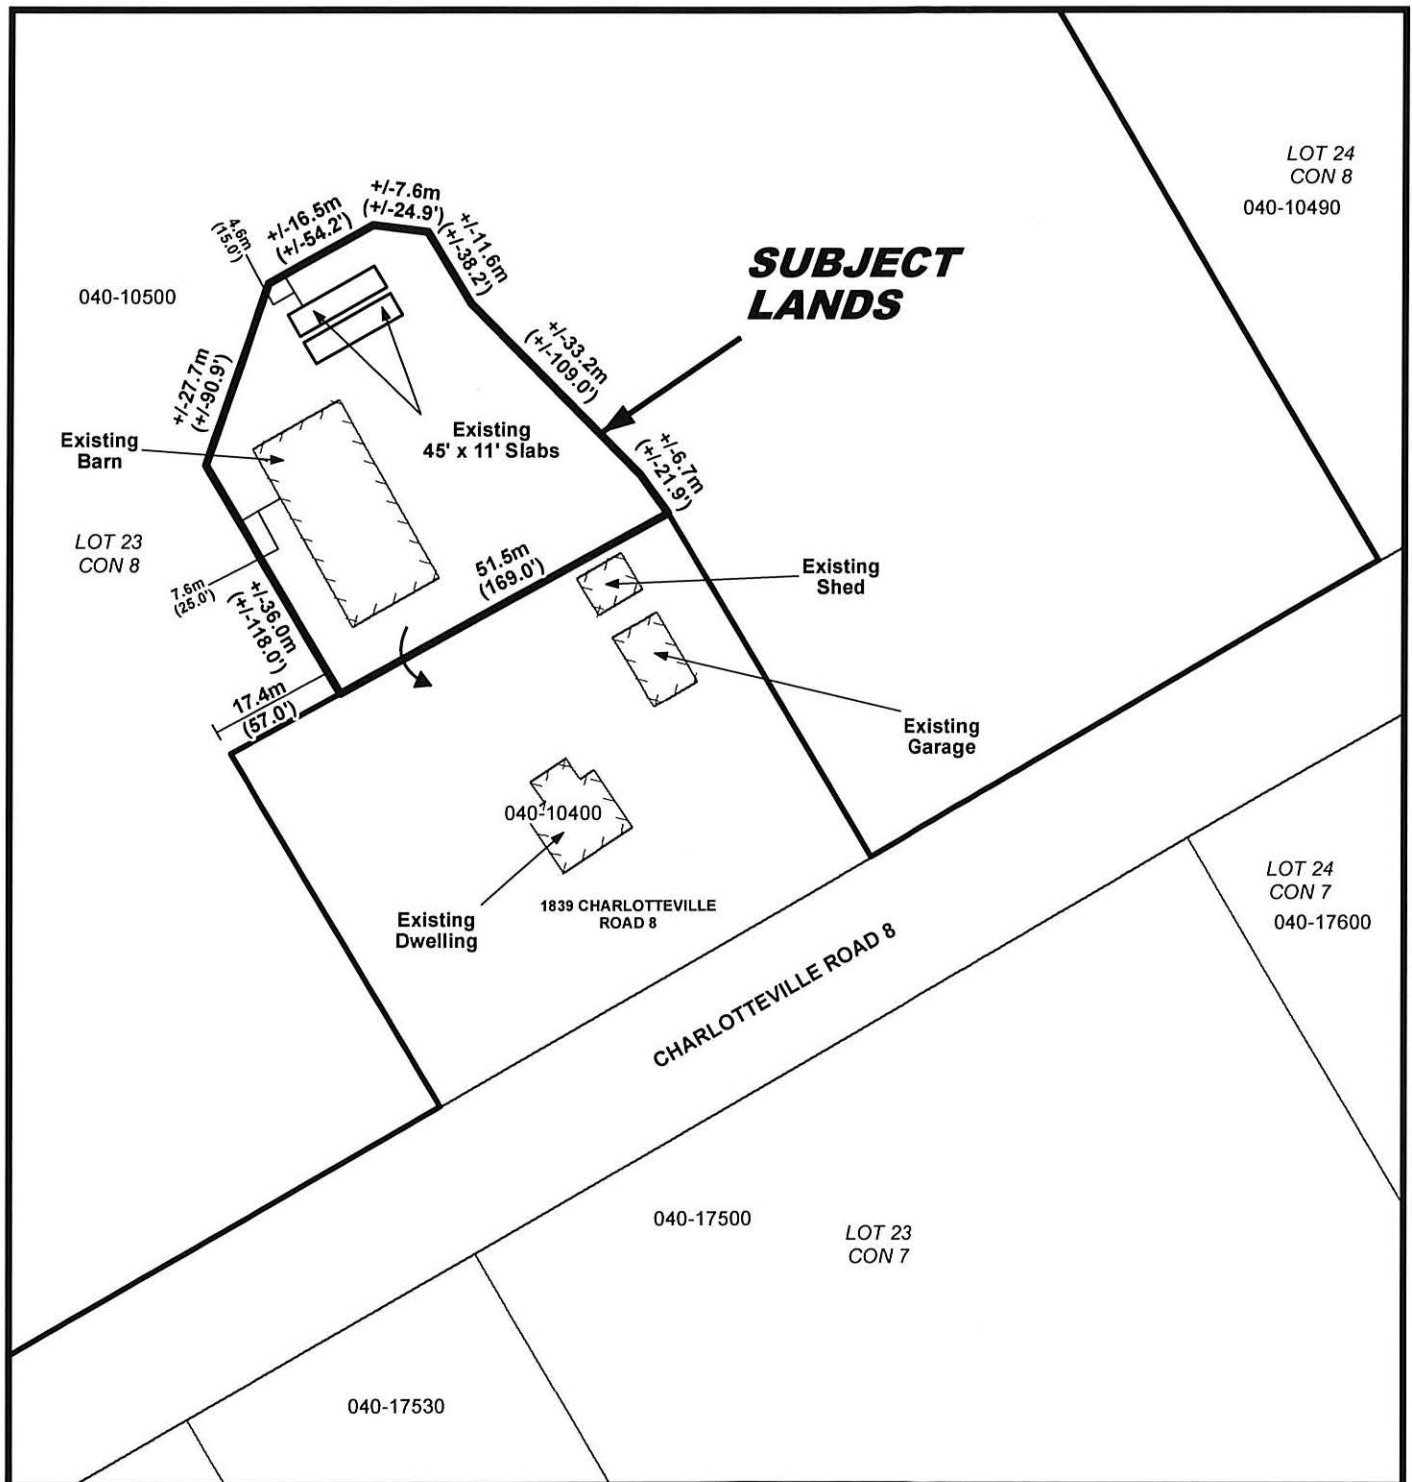 LOT 24
CON 8
040-10490
+/-7.6m
(+/-24.9')
+/-16.5m
(+/-54.2')
+/-11.6m
(+/-38.2')
4.6m
(15.0')
SUBJECT
LANDS
040-10500
+/-33.2m
(+/-109.0')
+/-27.7m
(+/-90.9')
Existing
45' x 11' Slabs
Existing
Barn
+/-6.7m
(+/-21.9')
LOT 23
CON 8
51.5m
(169.0')
Existing
Shed
7.6m
(25.0')
+/-36.0m
(+/-118.0')
17.4m
(57.0')
Existing
Garage
040-10400
Existing
Dwelling
1839 CHARLOTTEVILLE
ROAD 8
LOT 24
CON 7
040-17600
CHARLOTTEVILLE ROAD 8
040-17500
LOT 23
CON 7
040-17530